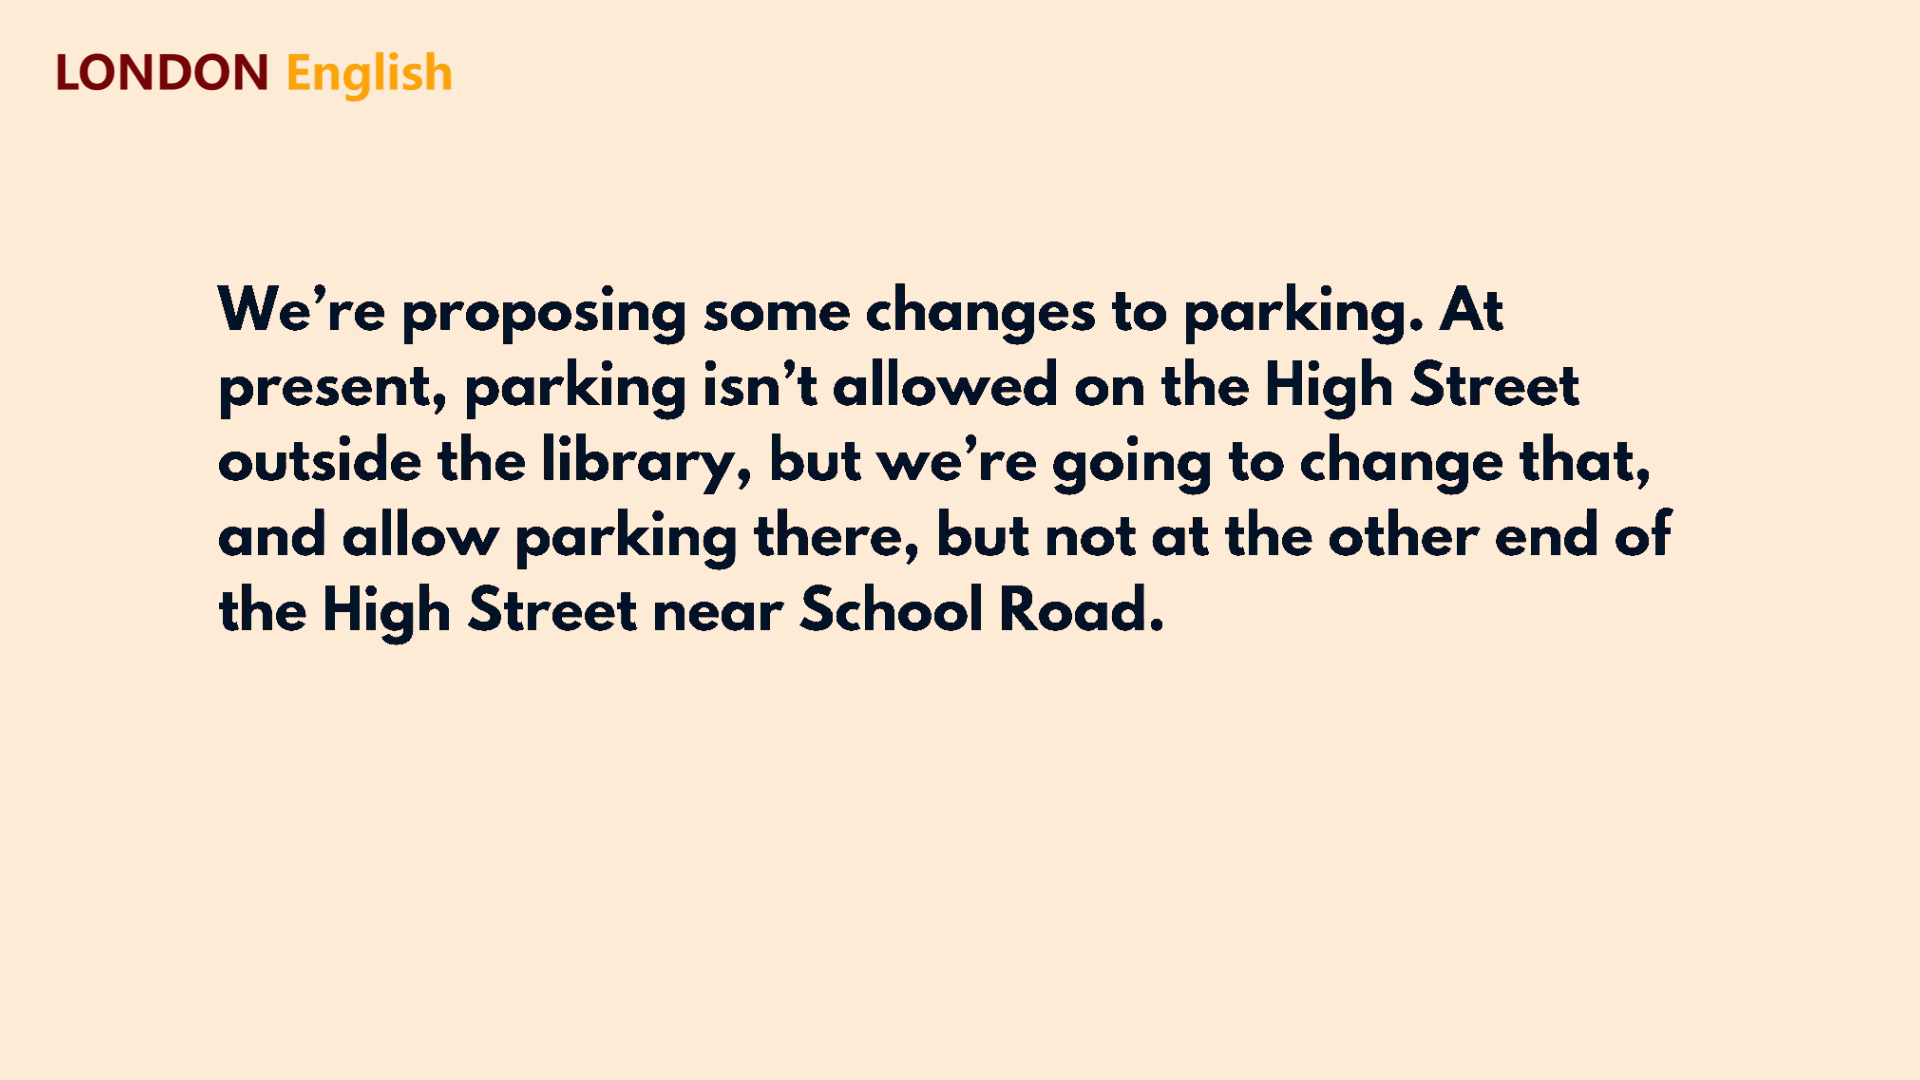 LONDON English
We’re proposing some changes to parking. At
present, parking isn’t allowed on the High Street
outside the library, but we’re going to change that,
and allow parking there, but not at the other end of
the High Street near School Road.